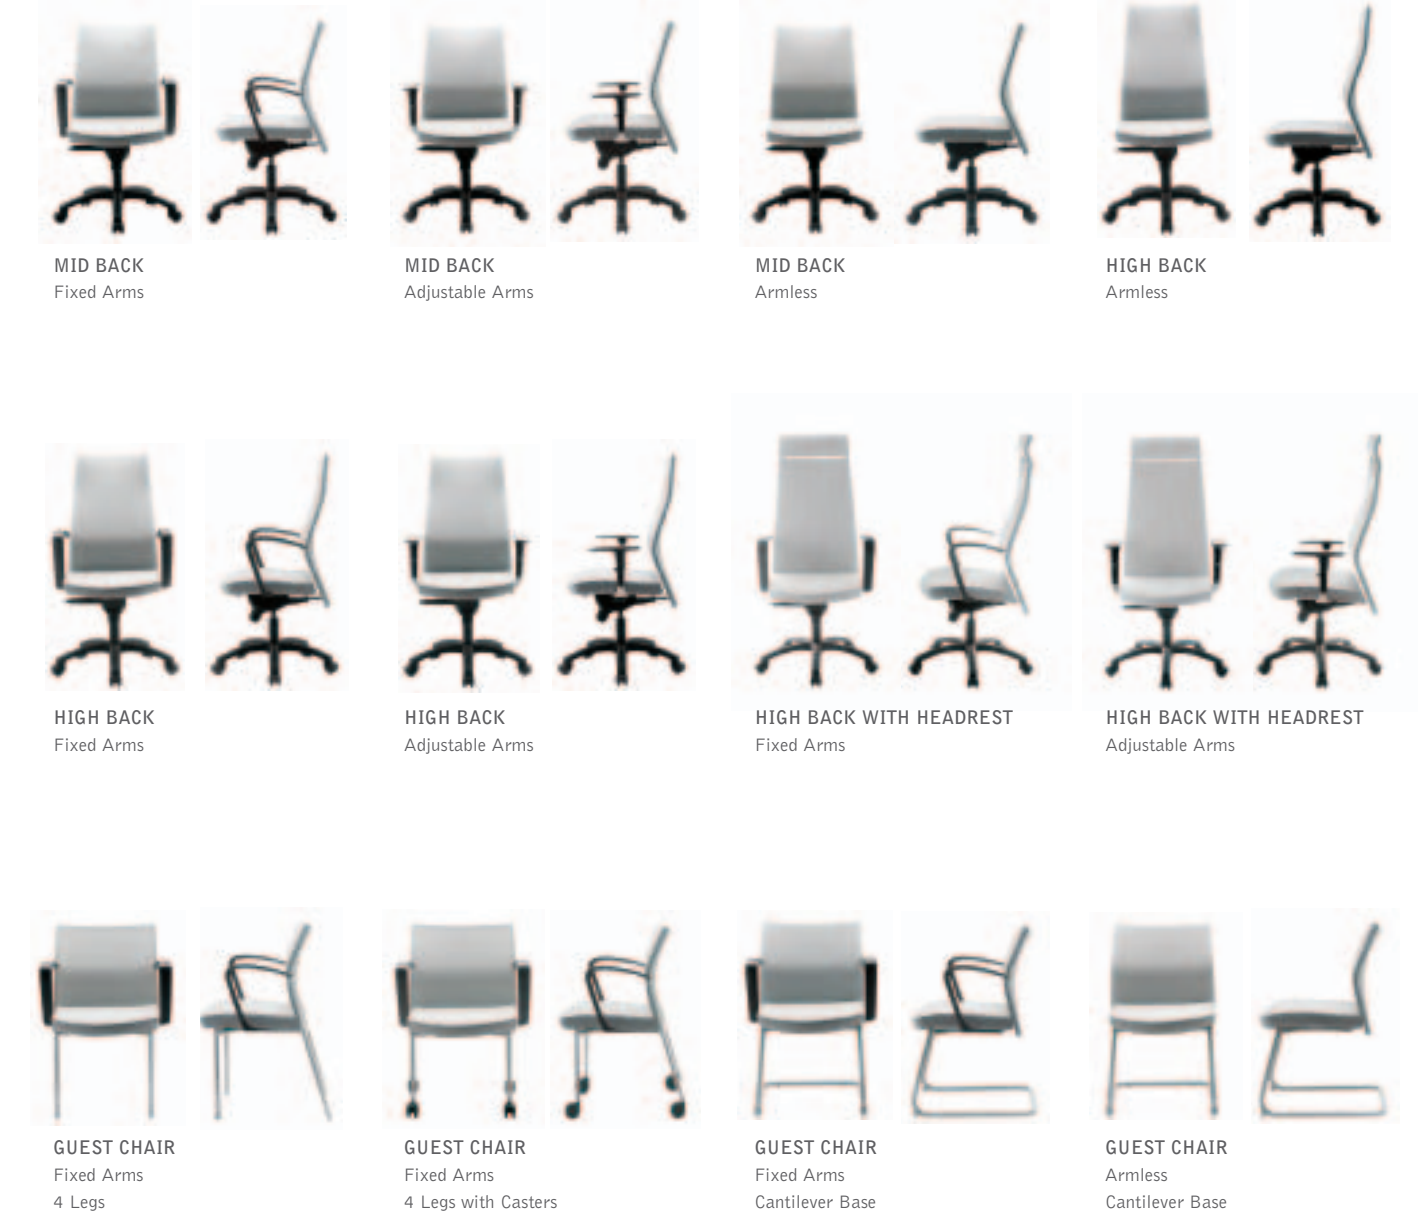 MID BACK
Fixed Arms
MID BACK
Adjustable Arms
MID BACK
Armless
HIGH BACK
Armless
HIGH BACK
Fixed Arms
HIGH BACK
Adjustable Arms
HIGH BACK WITH HEADREST
Fixed Arms
HIGH BACK WITH HEADREST
Adjustable Arms
GUEST CHAIR
Fixed Arms
4 Legs
GUEST CHAIR
Fixed Arms
4 Legs with Casters
GUEST CHAIR
Fixed Arms
Cantilever Base
GUEST CHAIR
Armless
Cantilever Base